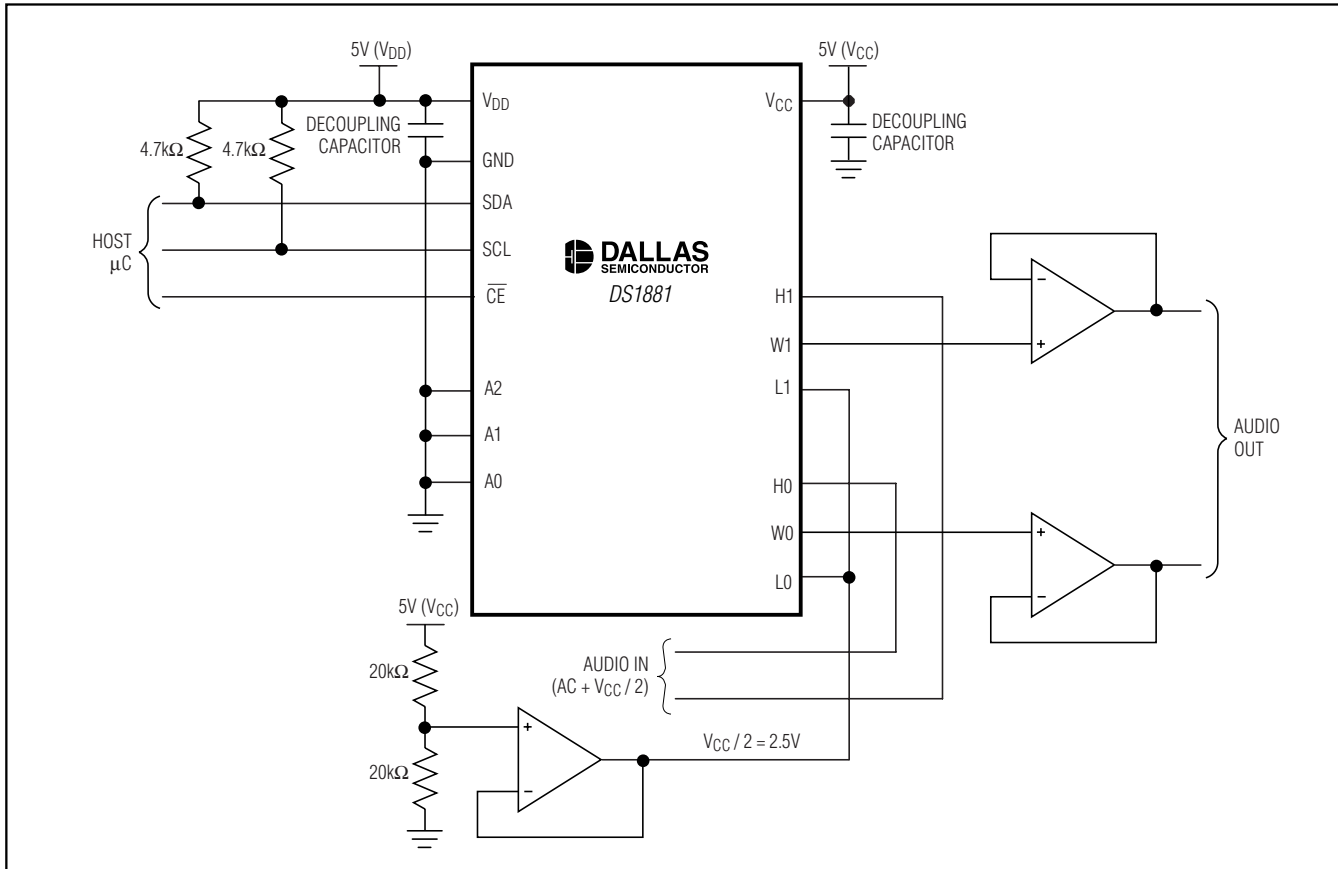 5V (VDD)
5V (VCC)
VDD
VCC
DECOUPLING
CAPACITOR
DECOUPLING
CAPACITOR
4.7kΩ
4.7kΩ
GND
SDA
HOST
µC
SCL
CE
DALLAS
SEMICONDUCTOR
DS1881
H1
W1
A2
L1
A1
A0
H0
W0
L0
−
+
+
−
AUDIO
OUT
5V (VCC)
20kΩ
20kΩ
AUDIO IN
(AC + VCC / 2)
+
−
VCC / 2 = 2.5V